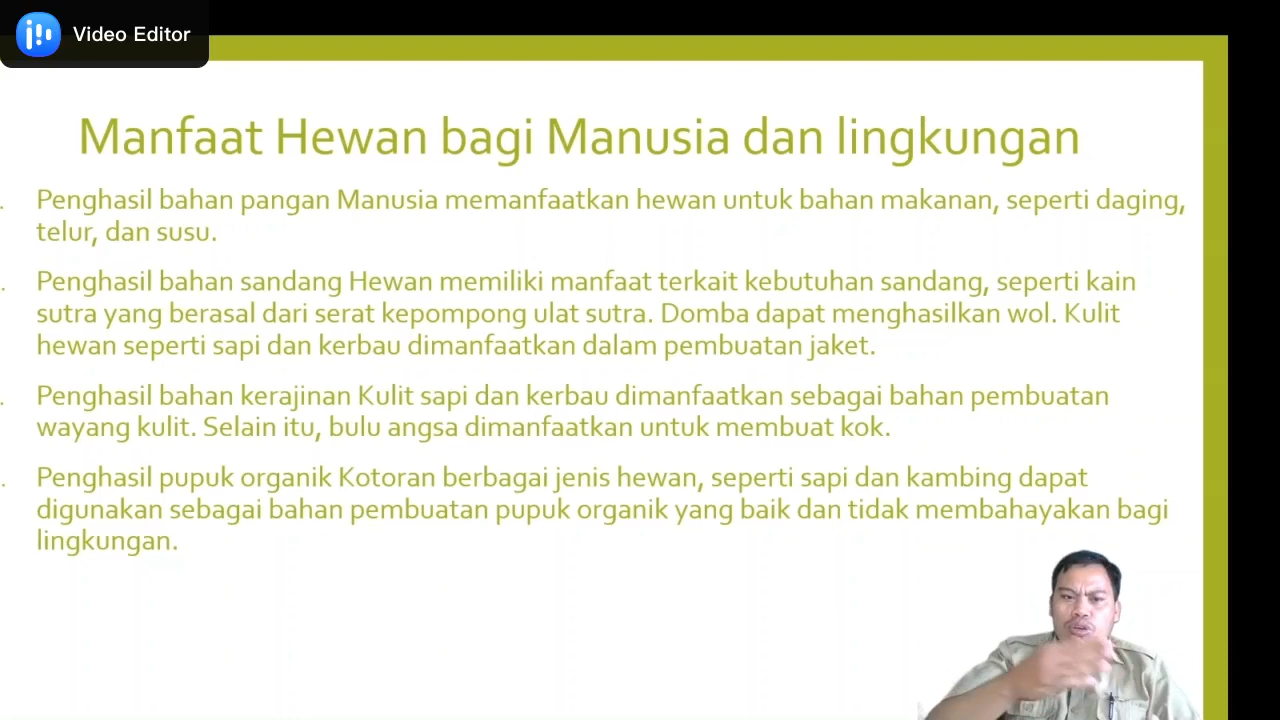 Video Editor
Manfaat Hewan bagi Manusia dan lingkungan
. Penghasil bahan pangan Manusia memanfaatkan hewan untuk bahan makanan, seperti daging,
telur, dan susu.
. Penghasil bahan sandang Hewan memiliki manfaat terkait kebutuhan sandang, seperti kain
sutra yang berasal dari serat kepompong ulat sutra. Domba dapat menghasilkan wol. Kulit
hewan seperti sapi dan kerbau dimanfaatkan dalam pembuatan jaket.
. Penghasil bahan kerajinan Kulit sapi dan kerbau dimanfaatkan sebagai bahan pembuatan
wayang kulit. Selain itu, bulu angsa dimanfaatkan untuk membuat kok.
. Penghasil pupuk organik Kotoran berbagai jenis hewan, seperti sapi dan kambing dapat
digunakan sebagai bahan pembuatan pupuk organik yang baik dan tidak membahayakan bagi
lingkungan.